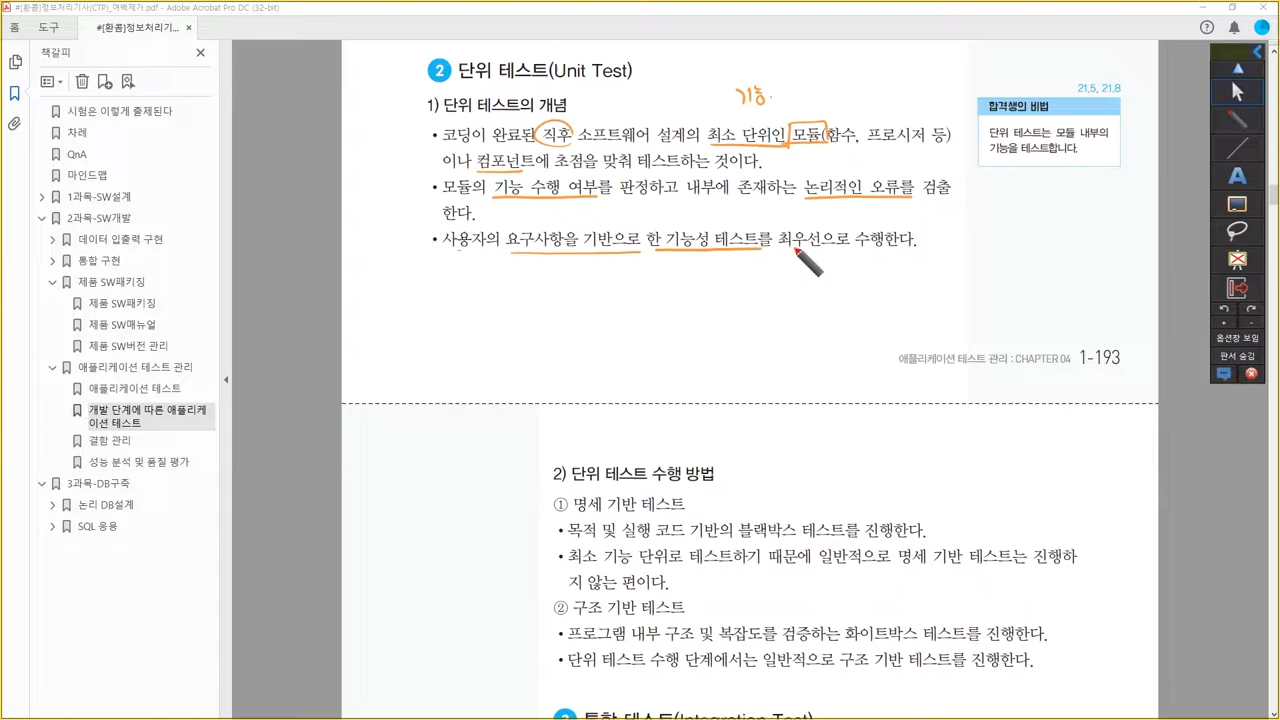 #[환콤]정보처리기사(CTP)_여백제거.pdf - Adobe Acrobat Pro DC (32-bit)
홈 도구 #[환콤]정보처리기... ×
책갈피
시험은 이렇게 출제된다
차례
QnA
마인드맵
1과목-SW설계
2과목-SW개발
데이터 입출력 구현
통합 구현
제품 SW패키징
제품 SW패키징
제품 SW매뉴얼
제품 SW버전 관리
애플리케이션 테스트 관리
애플리케이션 테스트
개발 단계에 따른 애플리케
이션 테스트
결함 관리
성능 분석 및 품질 평가
3과목-DB구축
논리 DB설계
SQL 응용
2 단위 테스트(Unit Test)
1) 단위 테스트의 개념
기능
• 코딩이 완료된 직후 소프트웨어 설계의 최소 단위인 모듈(함수, 프로시저 등)
이나 컴포넌트에 초점을 맞춰 테스트하는 것이다.
• 모듈의 기능 수행 여부를 판정하고 내부에 존재하는 논리적인 오류를 검출
한다.
• 사용자의 요구사항을 기반으로 한 기능성 테스트를 최우선으로 수행한다.
21.5, 21.8
합격생의 비법
단위 테스트는 모듈 내부의
기능을 테스트합니다.
애플리케이션 테스트 관리 : CHAPTER 04 1-193
2) 단위 테스트 수행 방법
① 명세 기반 테스트
• 목적 및 실행 코드 기반의 블랙박스 테스트를 진행한다.
• 최소 기능 단위로 테스트하기 때문에 일반적으로 명세 기반 테스트는 진행하
지 않는 편이다.
② 구조 기반 테스트
• 프로그램 내부 구조 및 복잡도를 검증하는 화이트박스 테스트를 진행한다.
• 단위 테스트 수행 단계에서는 일반적으로 구조 기반 테스트를 진행한다.
3 통합 테스트(Integration Test)
옵션창 보임
판서 숨김